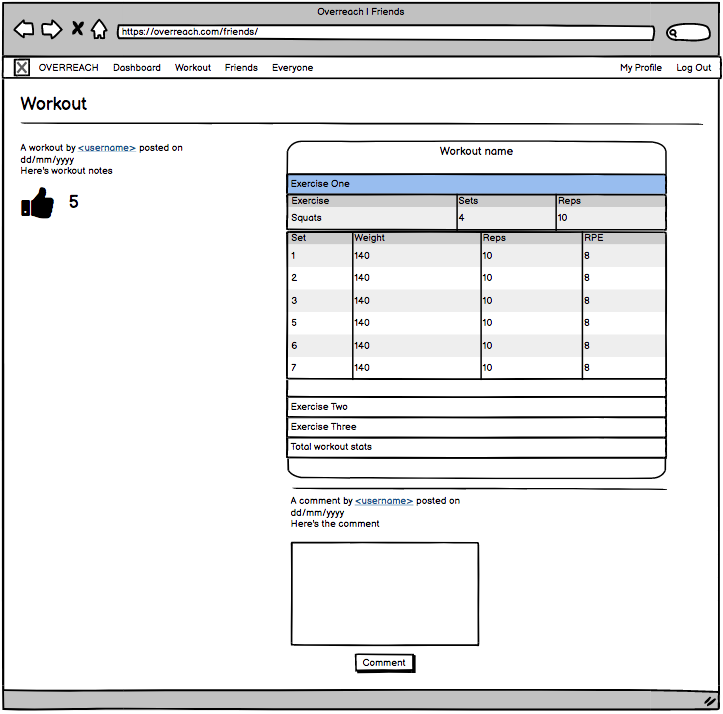 Overreach | Friends
https://overreach.com/friends/
OVERREACH Dashboard Workout Friends Everyone My Profile Log Out
Workout
A workout by <username> posted on
dd/mm/yyyy
Here's workout notes
5
Workout name
Exercise One
Exercise Sets Reps
Squats 4 10
Set Weight Reps RPE
1 140 10 8
2 140 10 8
3 140 10 8
5 140 10 8
6 140 10 8
7 140 10 8
Exercise Two
Exercise Three
Total workout stats
A comment by <username> posted on
dd/mm/yyyy
Here's the comment
Comment